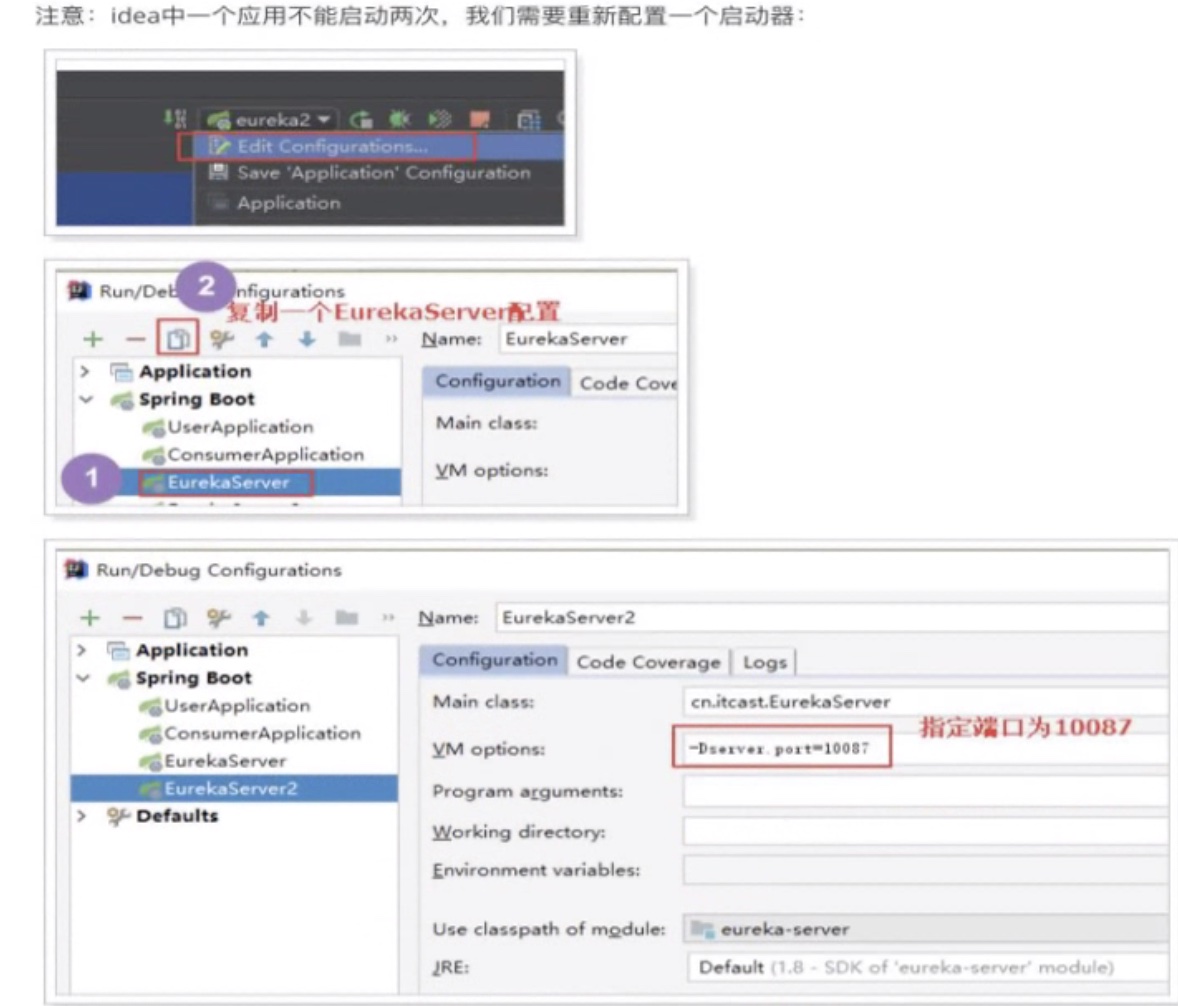 注意：idea中一个应用不能启动两次，我们需要重新配置一个启动器：
eureka2
Edit Configurations...
Save 'Application' Configuration
Application
2
Run/Deb nfigurations
复制一个EurekaServer配置
Name: EurekaServer
Application
Configuration Code Cove
Spring Boot
UserApplication
Main class:
ConsumerApplication
1
EurekaServer
VM options:
Run/Debug Configurations
Name: EurekaServer2
Application
Configuration Code Coverage Logs
Spring Boot
UserApplication
Main class: cn.itcast.EurekaServer
指定端口为10087
ConsumerApplication
VM options: -Dserver.port=10087
EurekaServer
EurekaServer2
Program arguments:
Defaults
Working directory:
Environment variables:
Use classpath of module: eureka-server
JRE: Default (1.8 - SDK of 'eureka-server' module)